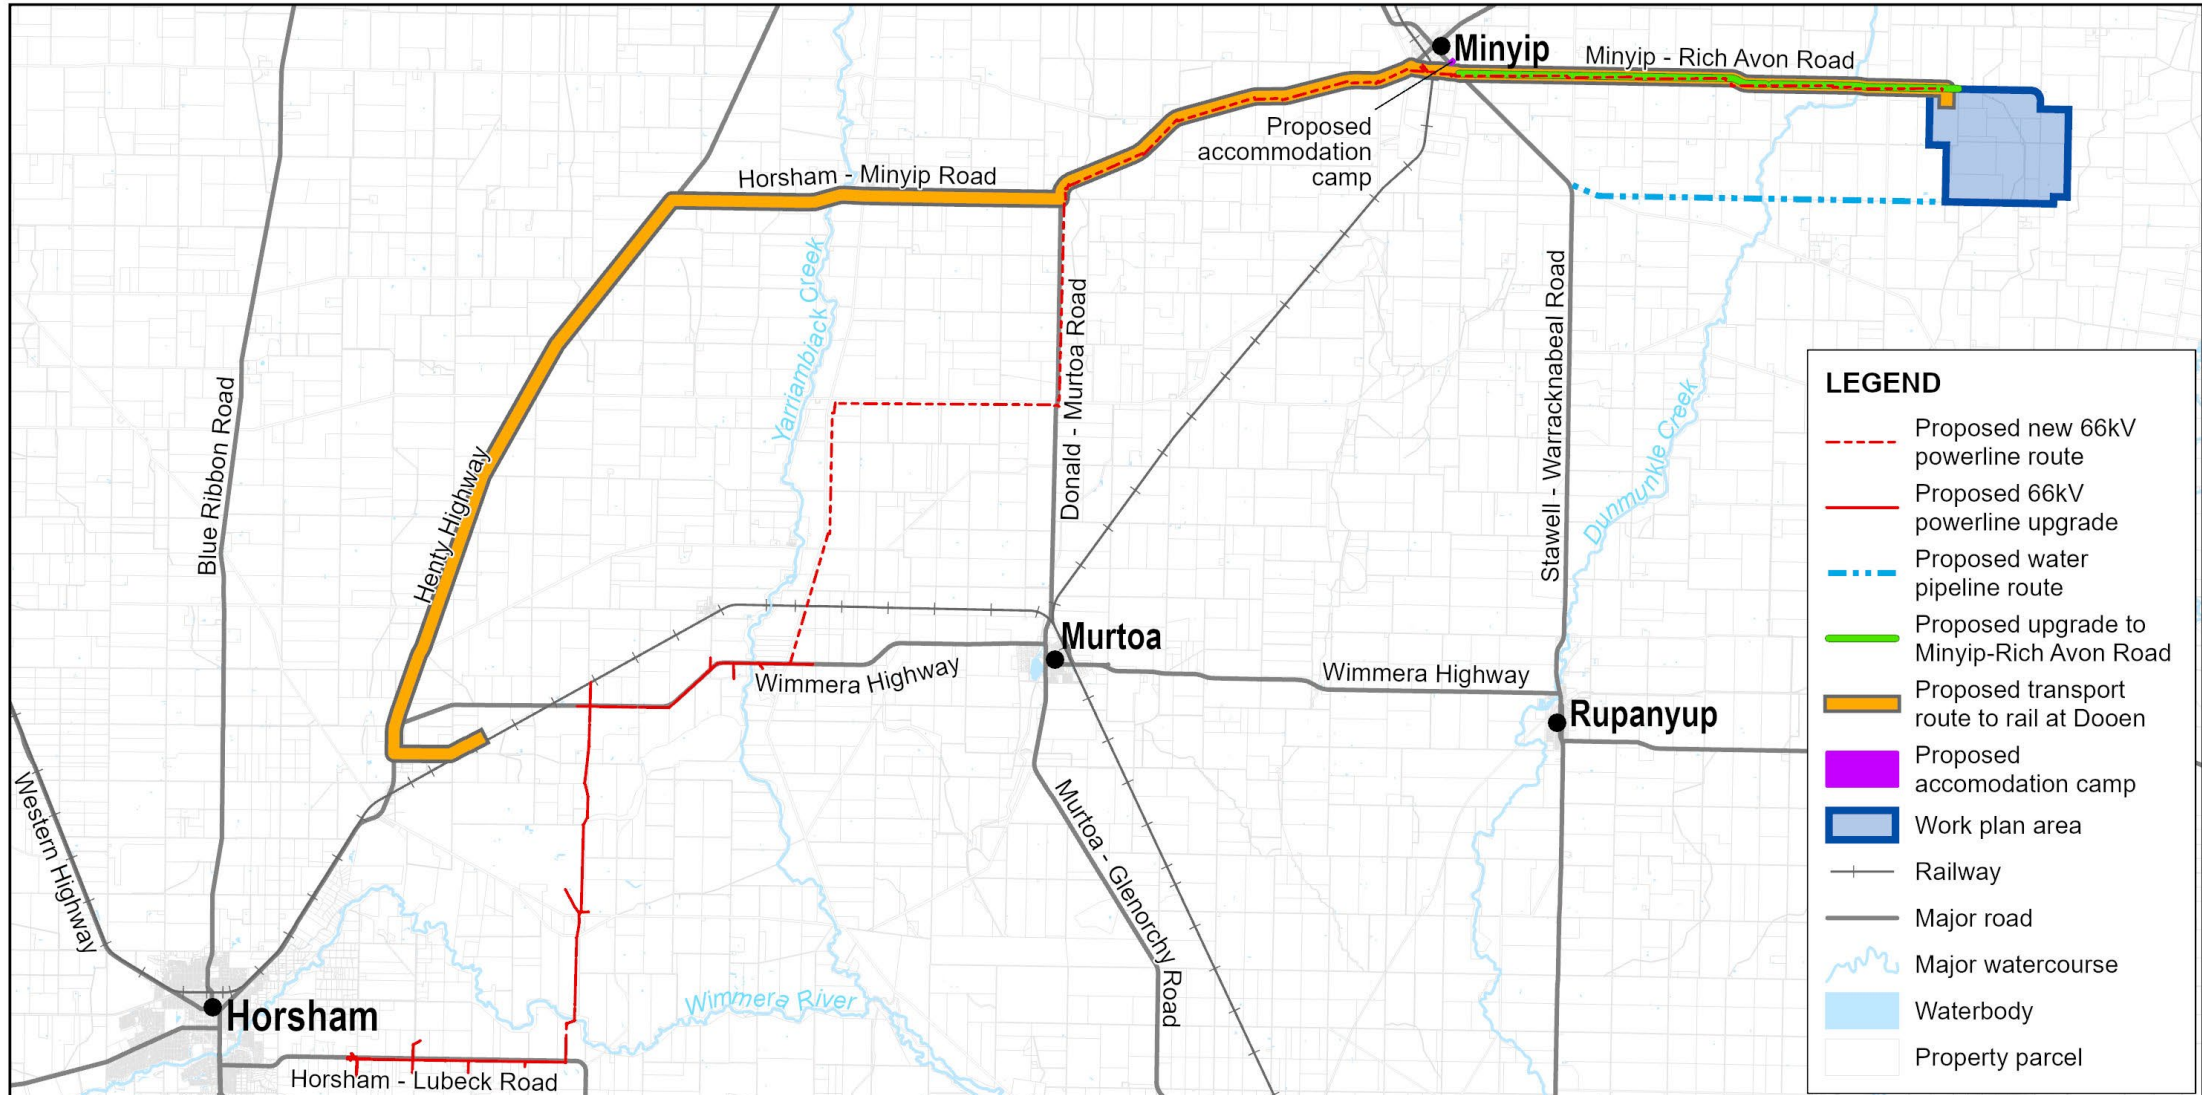 Minyip
Minyip - Rich Avon Road
Proposed
accommodation
camp
Horsham - Minyip Road
Yarriambiack Creek
Donald - Murtoa Road
Stawell - Warracknabeal Road
Dunmunkle Creek
Blue Ribbon Road
Henty Highway
Murtoa
Wimmera Highway
Wimmera Highway
Rupanyup
Western Highway
Murtoa - Glenorchy Road
Wimmera River
Horsham
Horsham - Lubeck Road
LEGEND
Proposed new 66kV
powerline route
Proposed 66kV
powerline upgrade
Proposed water
pipeline route
Proposed upgrade to
Minyip-Rich Avon Road
Proposed transport
route to rail at Dooen
Proposed
accomodation camp
Work plan area
Railway
Major road
Major watercourse
Waterbody
Property parcel